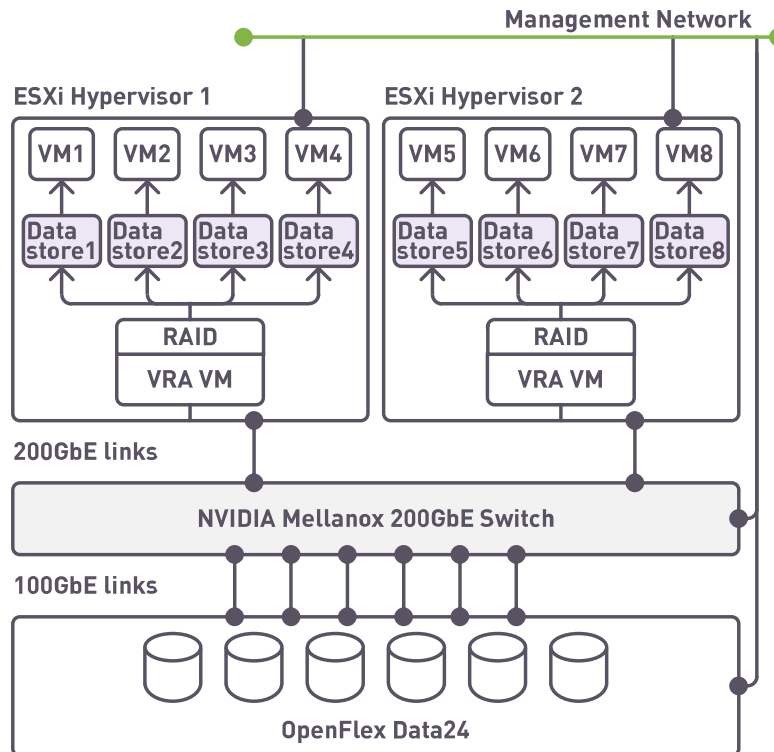 Management Network
ESXi Hypervisor 1
ESXi Hypervisor 2
VM1
VM2
VM3
VM4
VM5
VM6
VM7
VM8
Data
store1
Data
store2
Data
store3
Data
store4
Data
store5
Data
store6
Data
store7
Data
store8
RAID
VRA VM
RAID
VRA VM
200GbE links
NVIDIA Mellanox 200GbE Switch
100GbE links
OpenFlex Data24